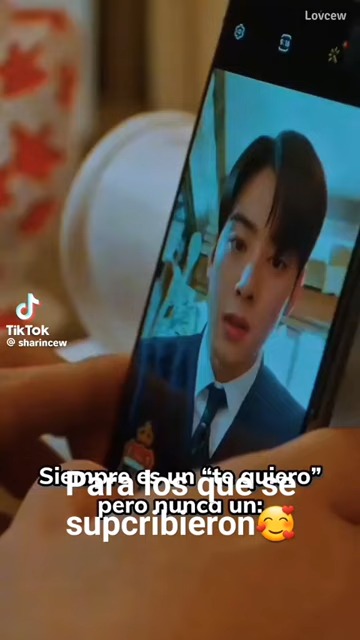 Lovcew
TikTok
@ sharincew
Siempre es un “te quiero”
pero nunca un:
Para los que se
supcribieron🥰